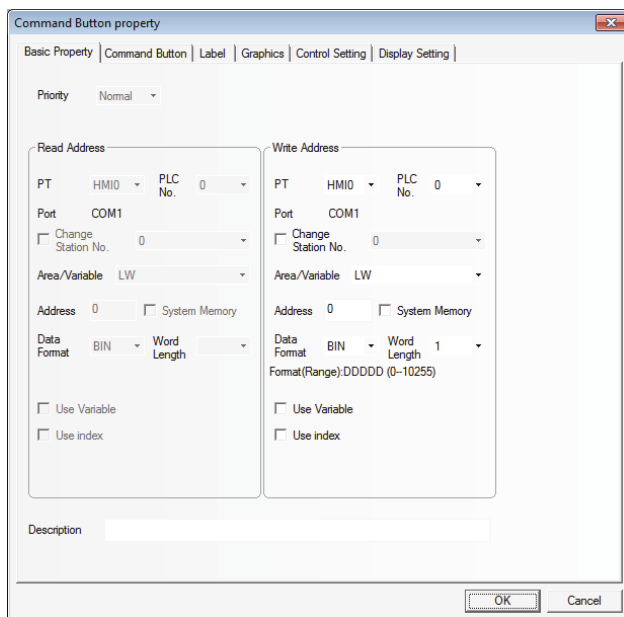 Command Button property
Basic Property Command Button Label Graphics Control Setting Display Setting
Priority Normal
Read Address
PT HMI0 PLC No. 0
Port COM1
Change Station No. 0
Area/Variable LW
Address 0 System Memory
Data Format BIN Word Length
Use Variable
Use index
Write Address
PT HMI0 PLC No. 0
Port COM1
Change Station No. 0
Area/Variable LW
Address 0 System Memory
Data Format BIN Word Length 1
Format(Range):DDDDD (0--10255)
Use Variable
Use index
Description
OK Cancel